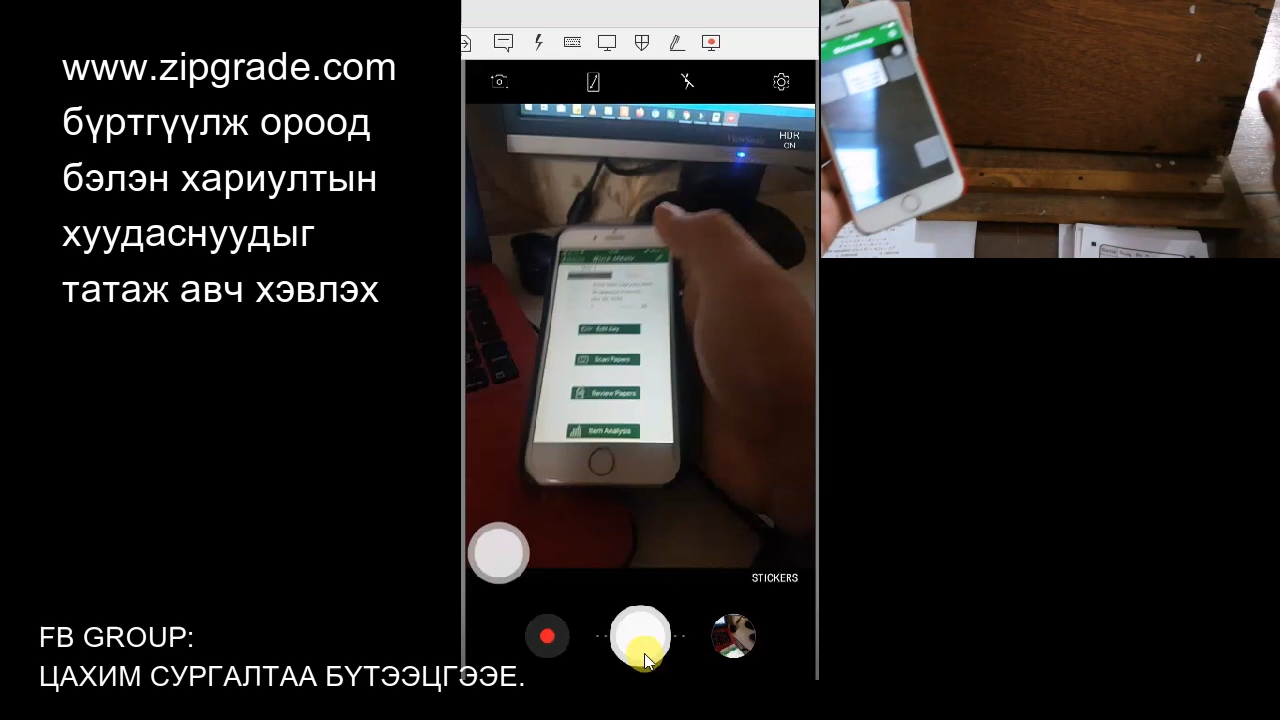 www.zipgrade.com
бүртгүүлж ороод
бэлэн хариултын
хуудаснуудыг
татаж авч хэвлэх
HDR
ON
ViewSonic
Edit Key
Scan Papers
Review Papers
Item Analysis
STICKERS
FB GROUP:
ЦАХИМ СУРГАЛТАА БҮТЭЭЦГЭЭЕ.